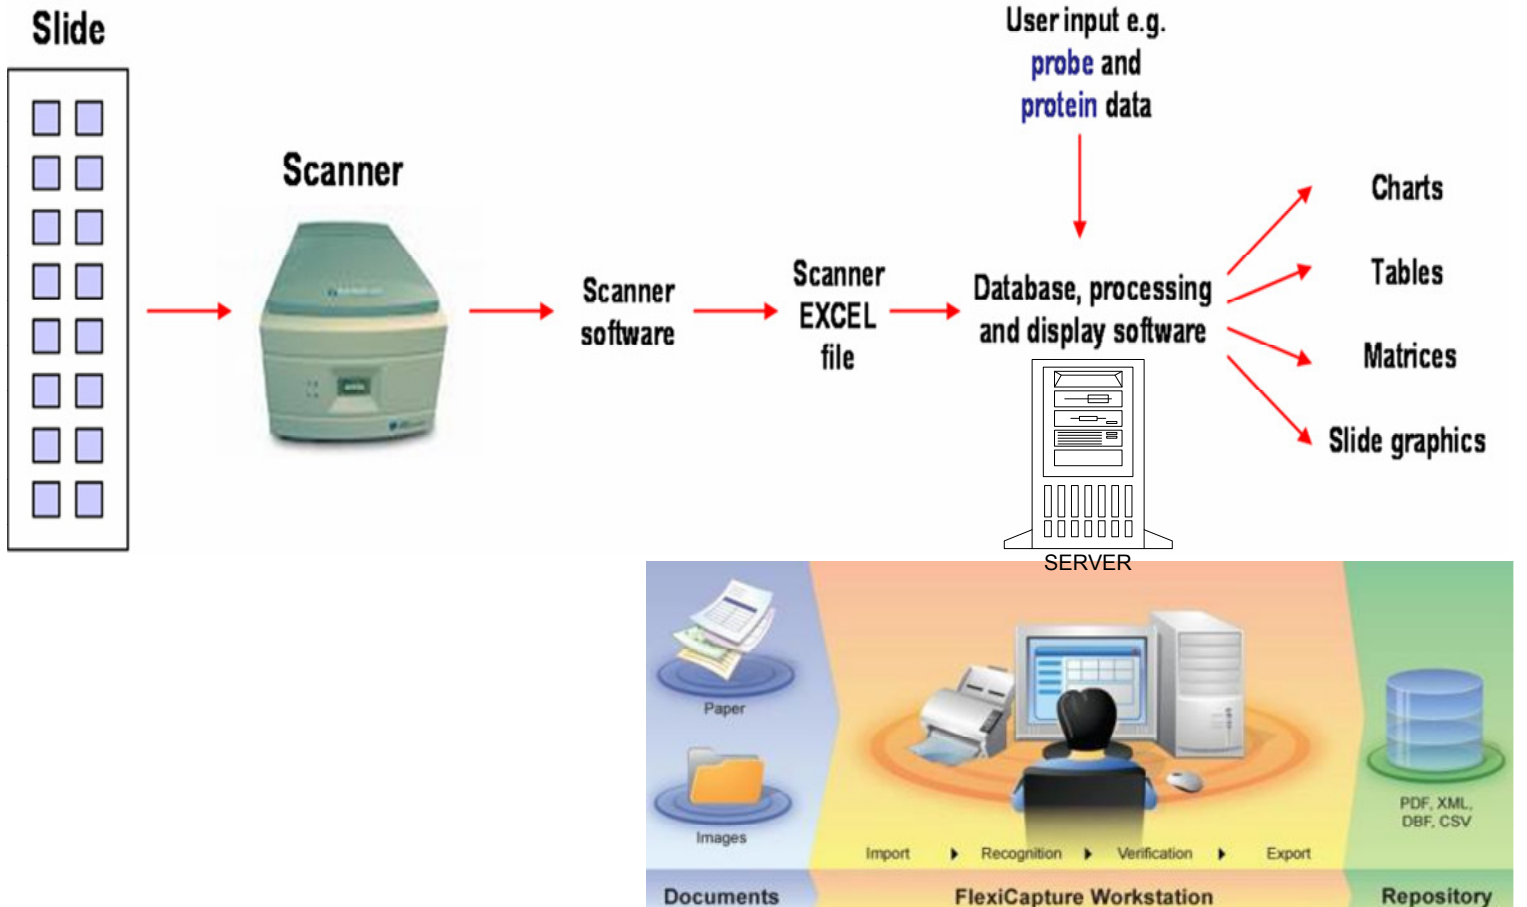 Slide
User input e.g.
probe and
protein data
Scanner
Charts
Tables
Matrices
Slide graphics
Scanner
software
Scanner
EXCEL
file
Database, processing
and display software
SERVER
Paper
Images
Documents
Import
Recognition
Verification
Export
FlexiCapture Workstation
PDF, XML,
DBF, CSV
Repository